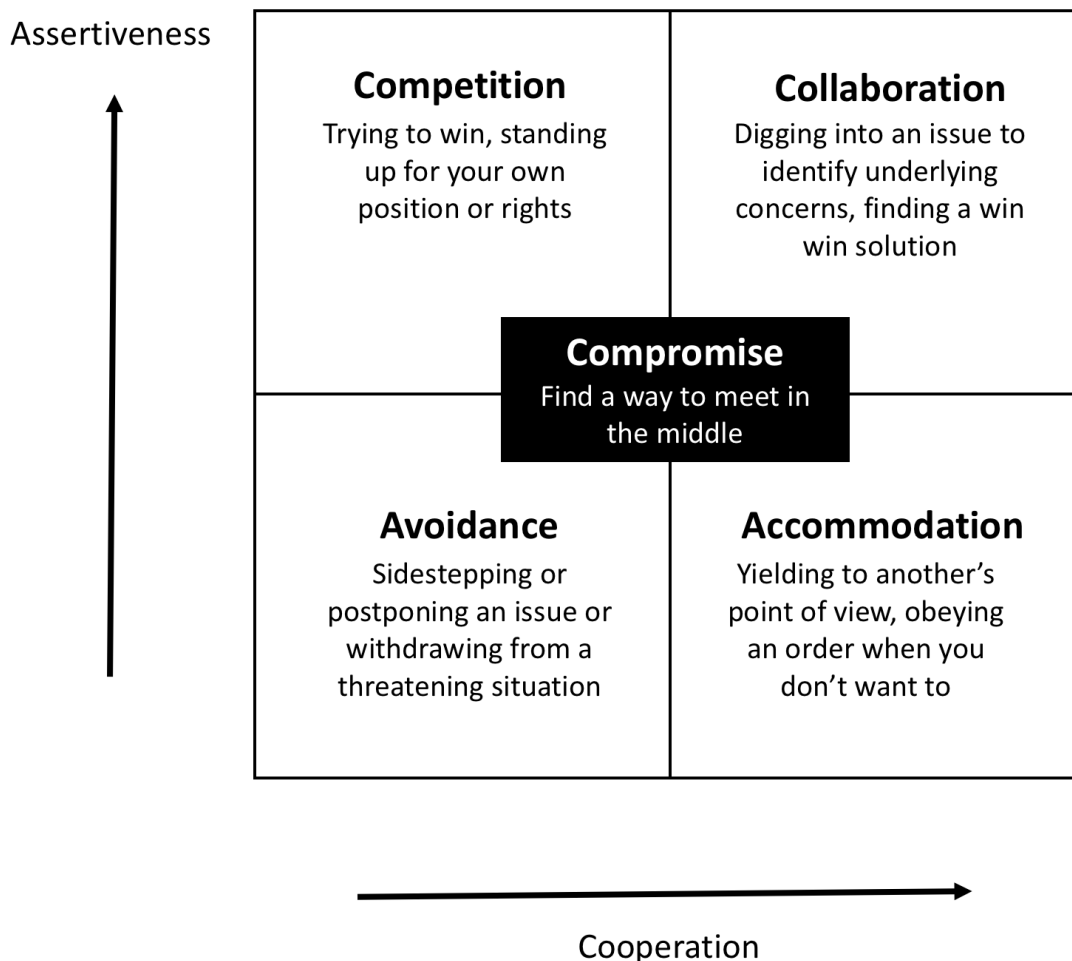 Assertiveness
Competition
Trying to win, standing
up for your own
position or rights
Collaboration
Digging into an issue to
identify underlying
concerns, finding a win
win solution
Compromise
Find a way to meet in
the middle
Avoidance
Sidestepping or
postponing an issue or
withdrawing from a
threatening situation
Accommodation
Yielding to another’s
point of view, obeying
an order when you
don’t want to
Cooperation